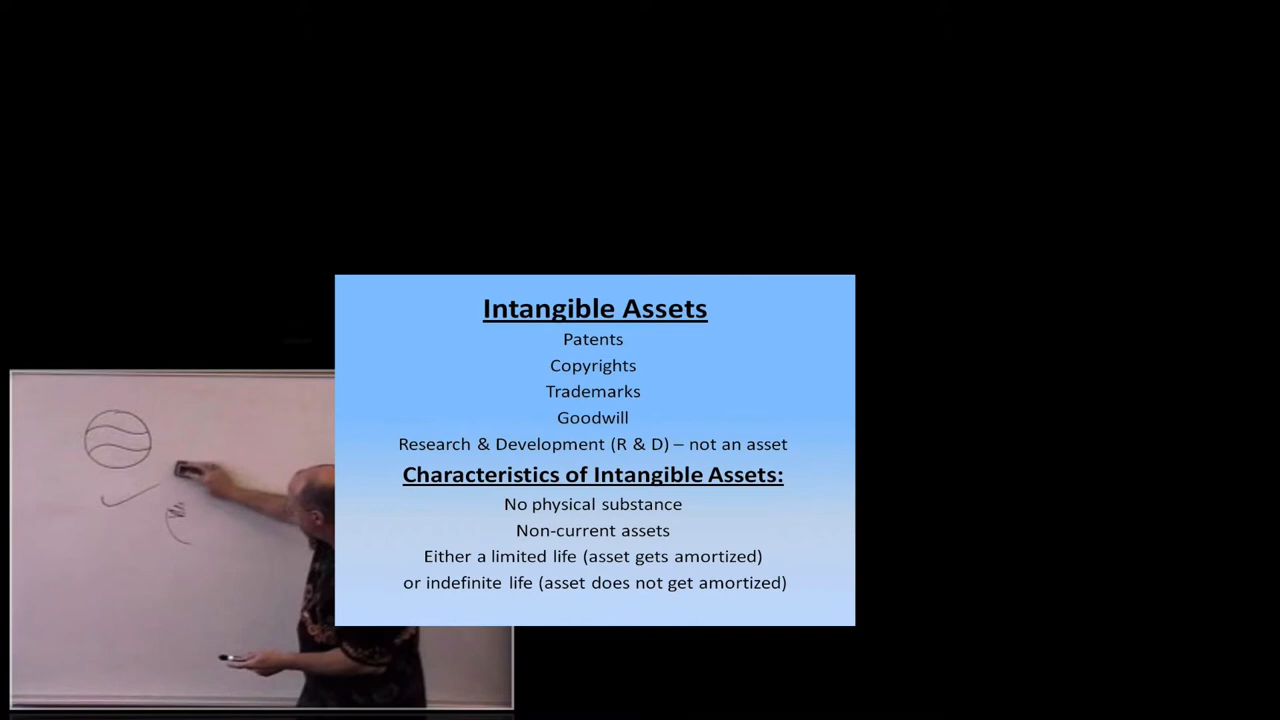 Intangible Assets
Patents
Copyrights
Trademarks
Goodwill
Research & Development (R & D) – not an asset
Characteristics of Intangible Assets:
No physical substance
Non-current assets
Either a limited life (asset gets amortized)
or indefinite life (asset does not get amortized)